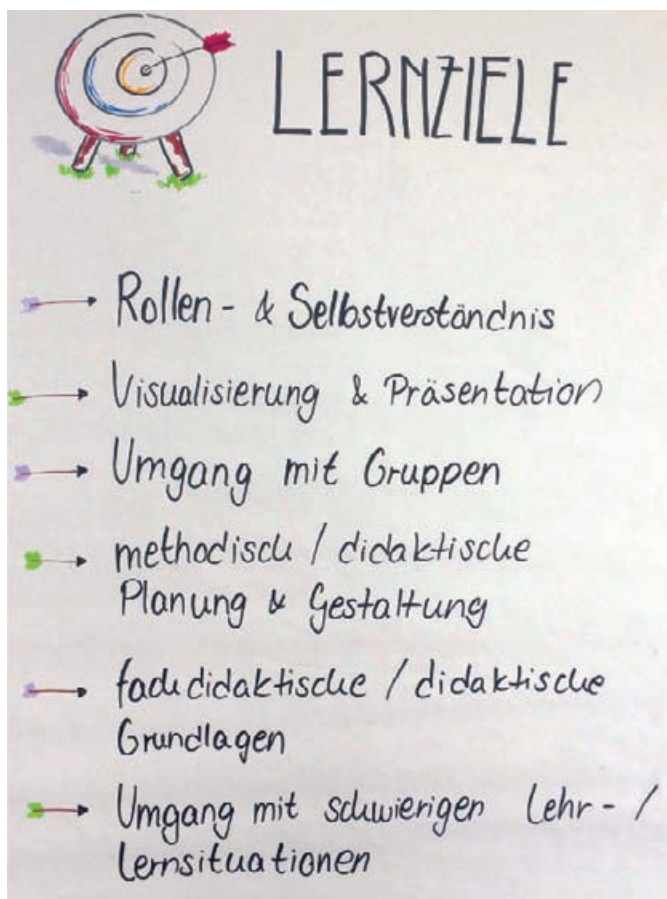 LERNZIELE
Rollen- & Selbstverständnis
Visualisierung & Präsentation
Umgang mit Gruppen
methodisch / didaktische
Planung & Gestaltung
fachdidaktische / didaktische
Grundlagen
Umgang mit schwierigen Lehr- /
Lernsituationen